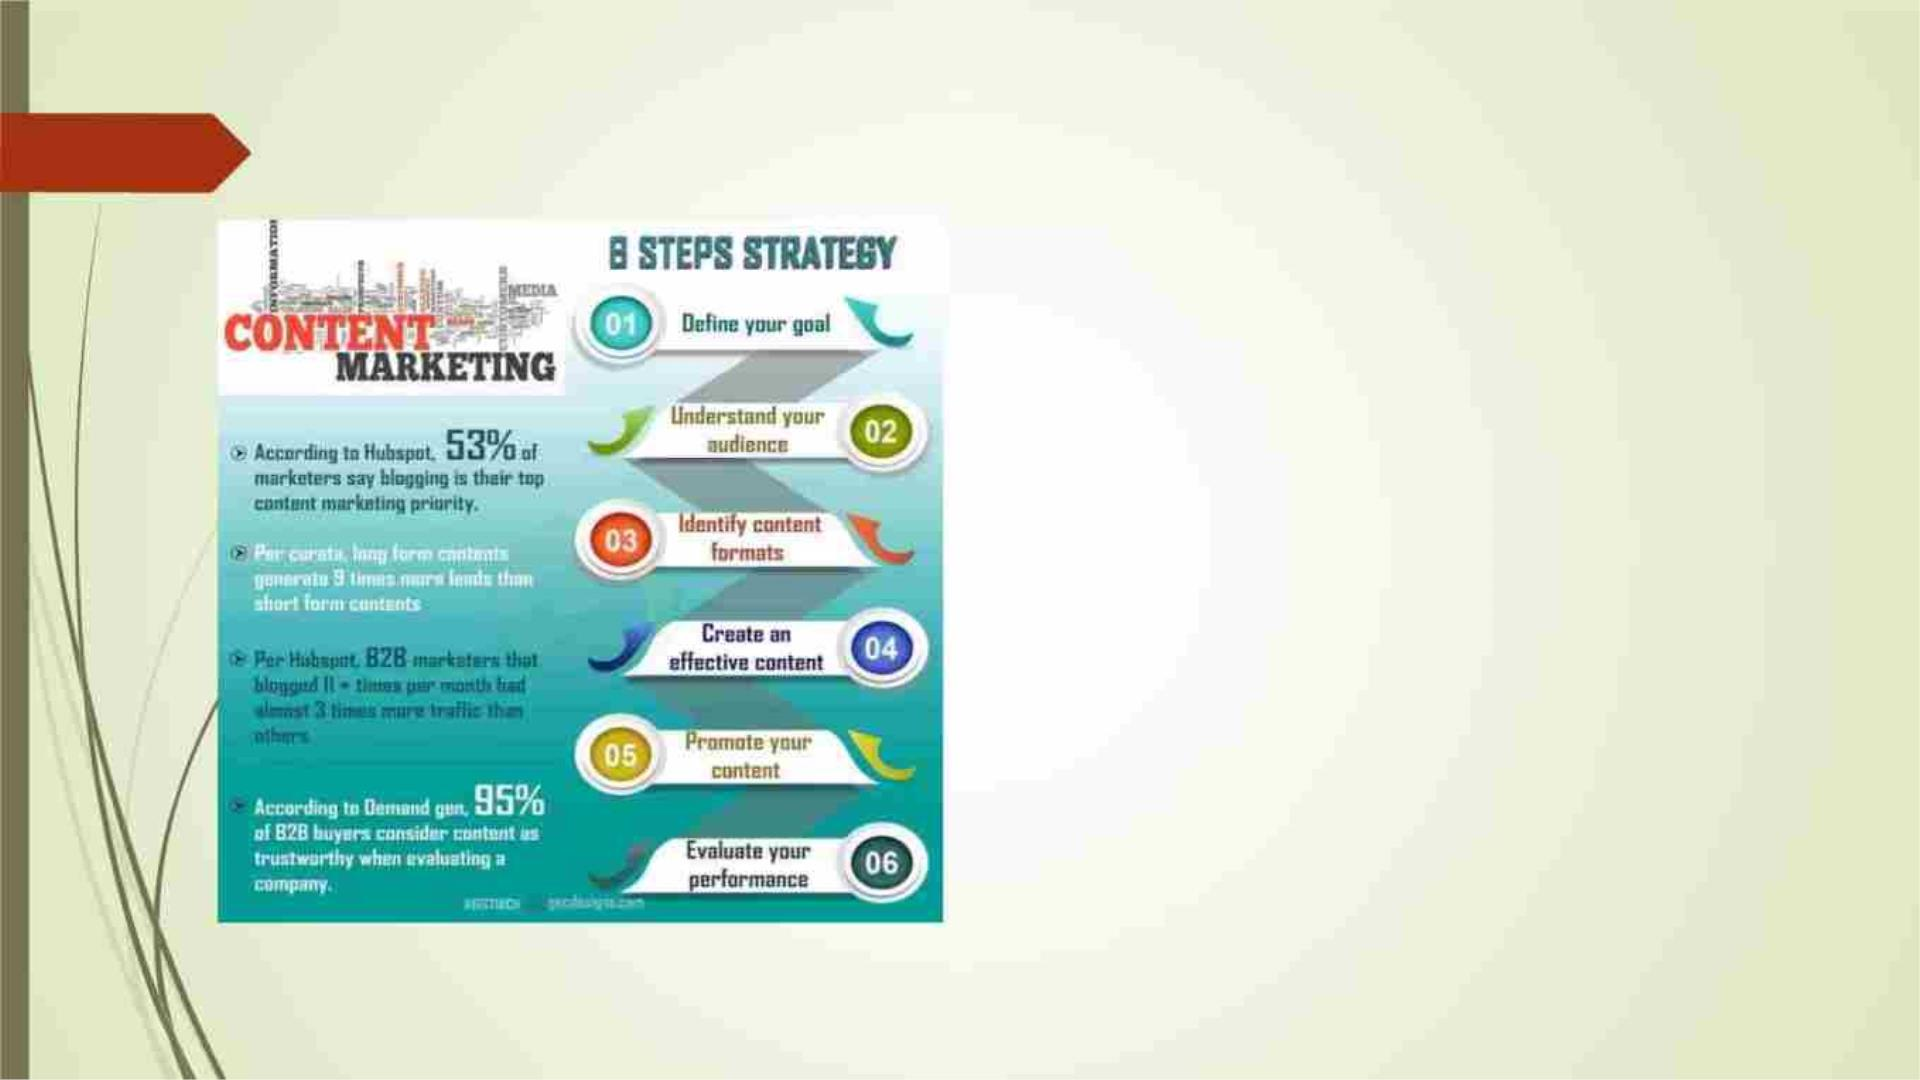 INFORMATION
MEDIA
CUSTOMER
CONTENT
MARKETING
According to Hubspot, 53% of
marketers say blogging is their top
content marketing priority.
Per curata, long form contents
generate 9 times more leads than
short form contents
Per Hubspot, B2B marketers that
blogged 11 + times per month had
almost 3 times more traffic than
others
According to Demand gen, 95%
of B2B buyers consider content as
trustworthy when evaluating a
company.
6 STEPS STRATEGY
01 Define your goal
Understand your
audience 02
03 Identify content
formats
Create an
effective content 04
05 Promote your
content
Evaluate your
performance 06